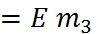 = E m₃